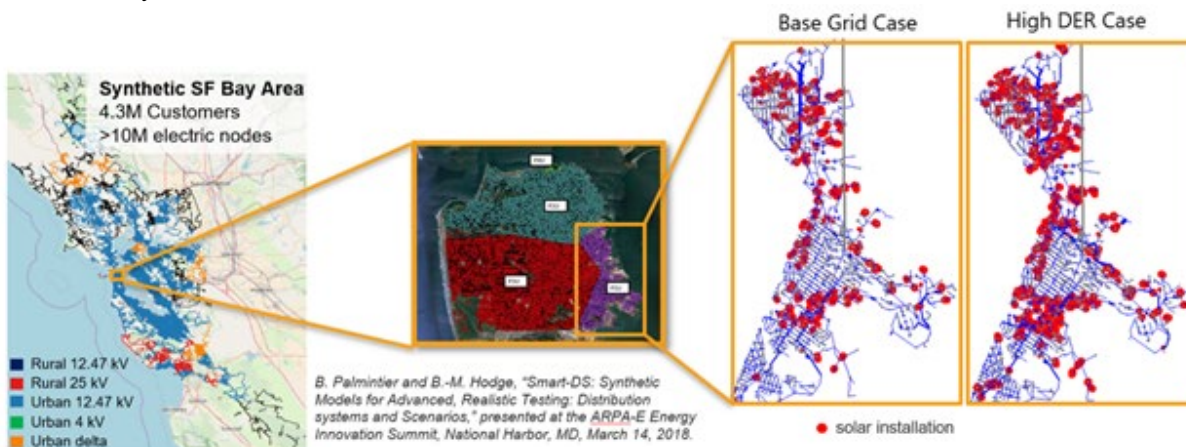 Base Grid Case
High DER Case
Synthetic SF Bay Area
4.3M Customers
>10M electric nodes
Rural 12.47 kV
Rural 25 kV
Urban 12.47 kV
Urban 4 kV
Urban delta
B. Palmintier and B.-M. Hodge, "Smart-DS: Synthetic
Models for Advanced, Realistic Testing: Distribution
systems and Scenarios," presented at the ARPA-E Energy
Innovation Summit, National Harbor, MD, March 14, 2018.
solar installation